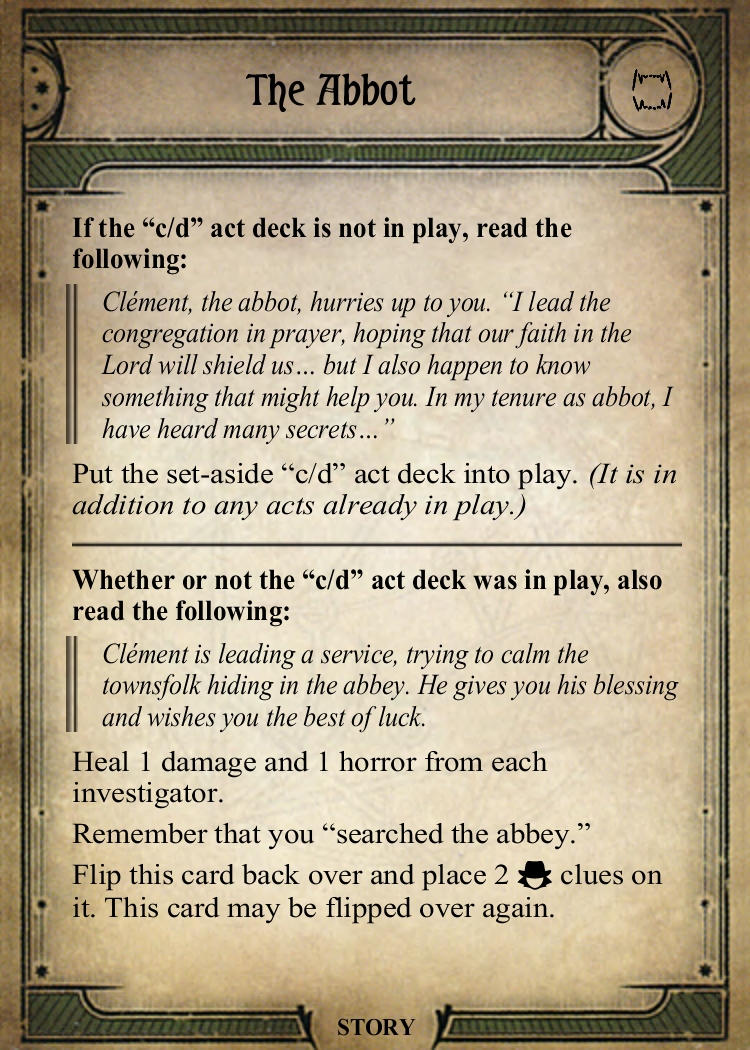 The Abbot
If the “c/d” act deck is not in play, read the
following:
Clément, the abbot, hurries up to you. “I lead the
congregation in prayer, hoping that our faith in the
Lord will shield us… but I also happen to know
something that might help you. In my tenure as abbot, I
have heard many secrets…”
Put the set-aside “c/d” act deck into play. (It is in
addition to any acts already in play.)
Whether or not the “c/d” act deck was in play, also
read the following:
Clément is leading a service, trying to calm the
townsfolk hiding in the abbey. He gives you his blessing
and wishes you the best of luck.
Heal 1 damage and 1 horror from each
investigator.
Remember that you “searched the abbey.”
Flip this card back over and place 2 clues on
it. This card may be flipped over again.
STORY